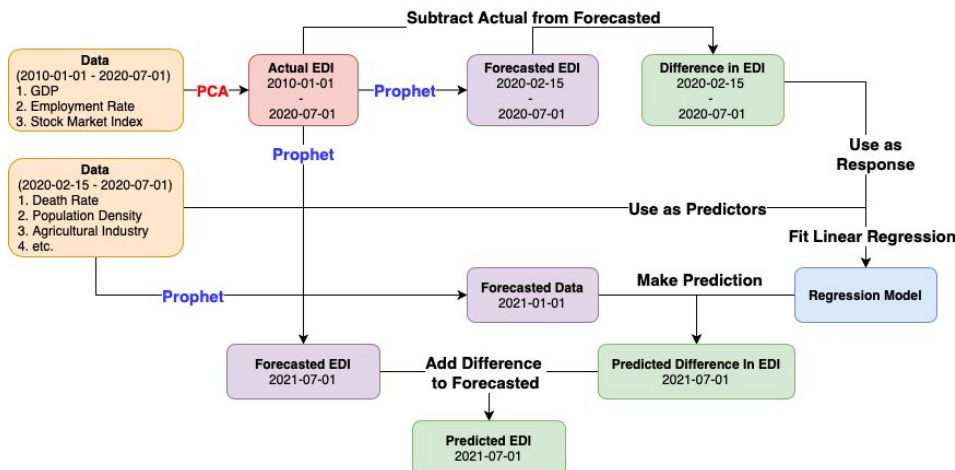 Subtract Actual from Forecasted
Data
(2010-01-01 - 2020-07-01)
1. GDP
2. Employment Rate
3. Stock Market Index
PCA
Actual EDI
2010-01-01
-
2020-07-01
Prophet
Forecasted EDI
2020-02-15
-
2020-07-01
Difference in EDI
2020-02-15
-
2020-07-01
Prophet
Use as
Response
Data
(2020-02-15 - 2020-07-01)
1. Death Rate
2. Population Density
3. Agricultural Industry
4. etc.
Use as Predictors
Fit Linear Regression
Prophet
Forecasted Data
2021-01-01
Make Prediction
Regression Model
Forecasted EDI
2021-07-01
Add Difference
to Forecasted
Predicted Difference In EDI
2021-07-01
Predicted EDI
2021-07-01